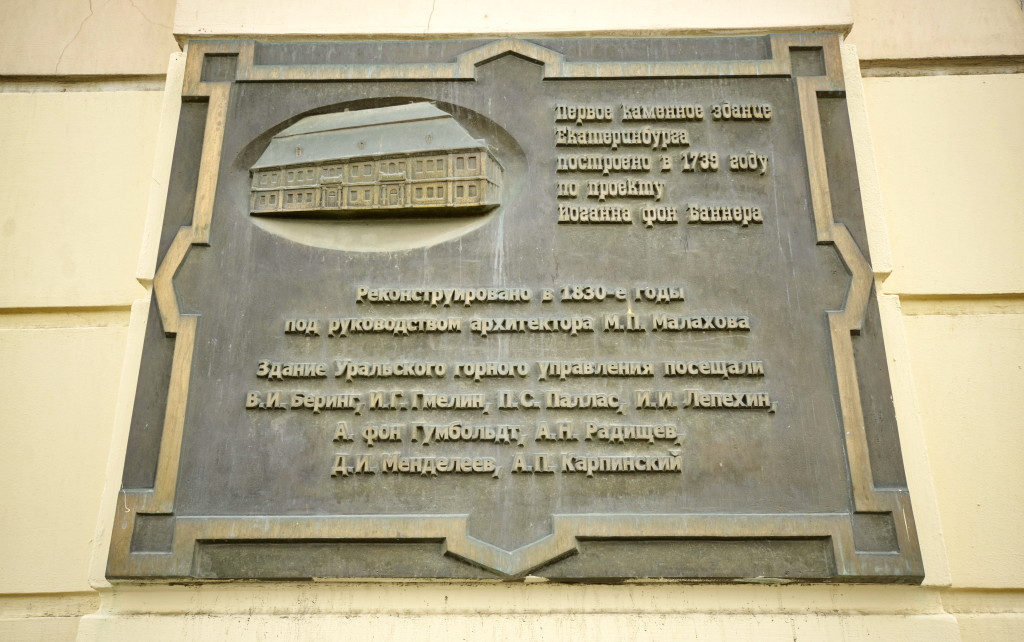 Первое каменное здание
Екатеринбурга
построено в 1739 году
по проекту
Иоганна фон Баннера
Реконструировано в 1830-е годы
под руководством архитектора М.П. Малахова
Здание Уральского горного управления посещали
В.И. Беринг, И.Г. Гмелин, П.С. Паллас, И.И. Лепехин,
А. фон Гумбольдт, А.Н. Радищев,
Д.И. Менделеев, А.П. Карпинский